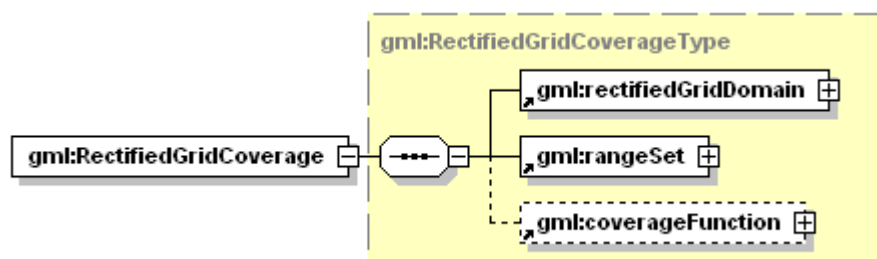 gml:RectifiedGridCoverageType
gml:rectifiedGridDomain
gml:RectifiedGridCoverage
gml:rangeSet
gml:coverageFunction